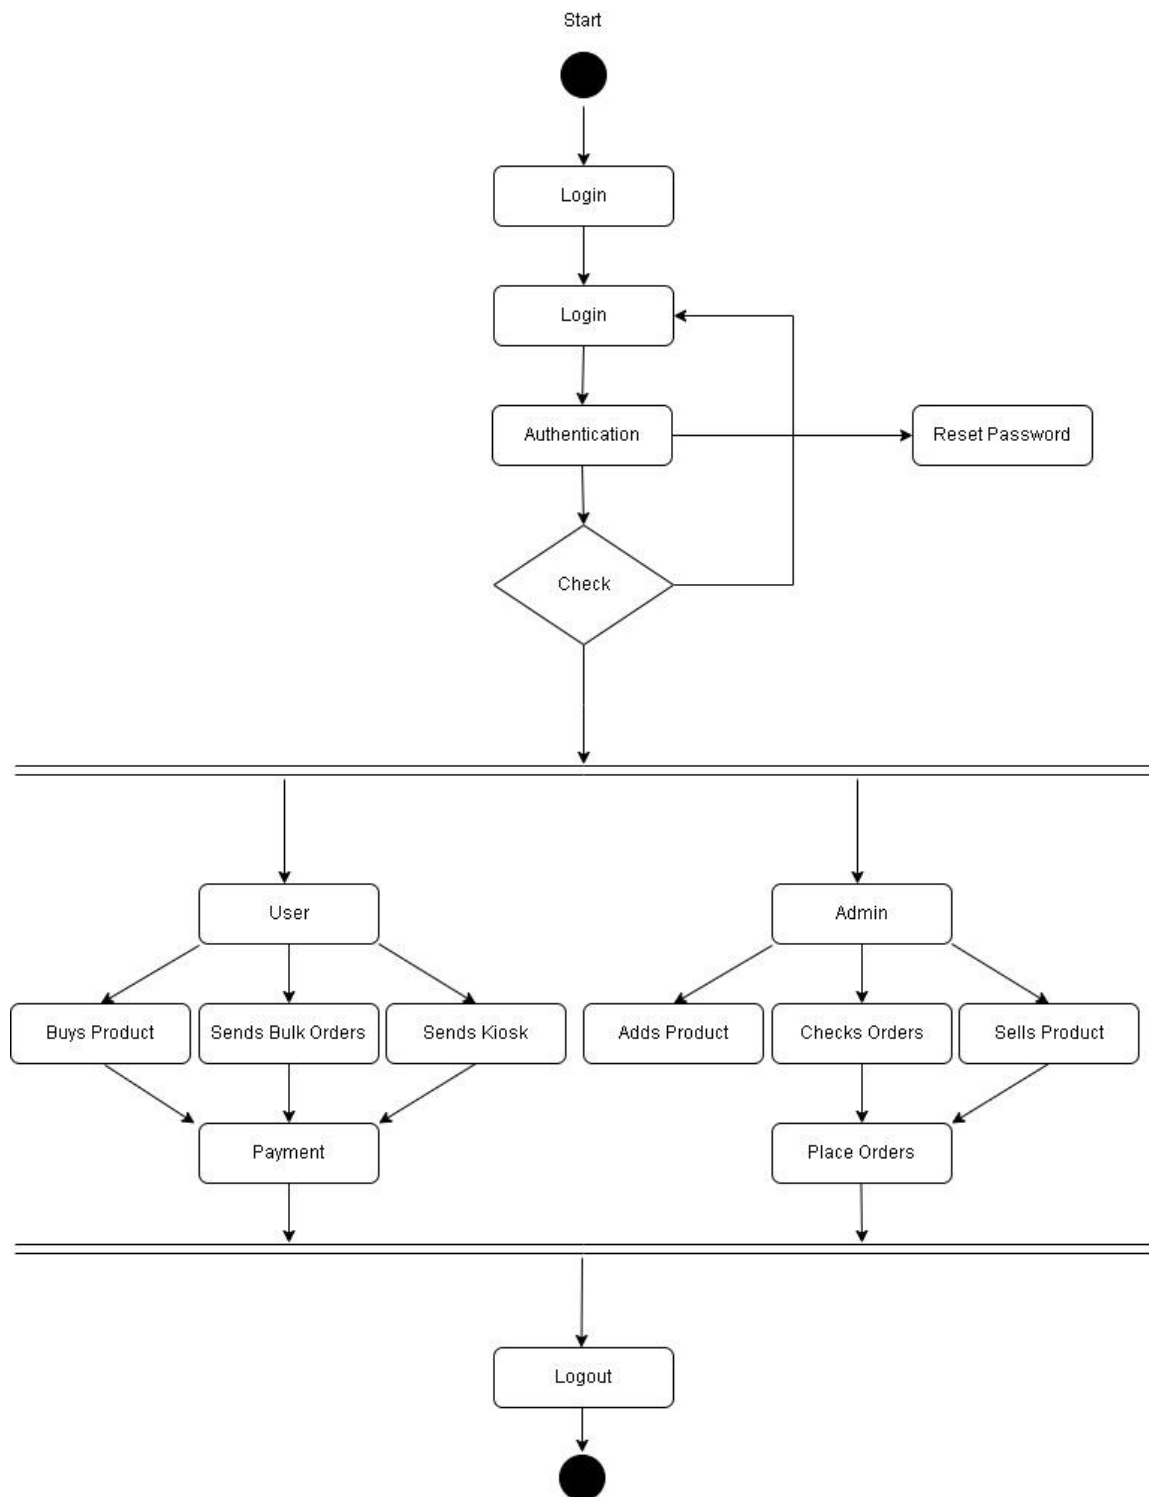 Start
Login
Login
Authentication
Reset Password
Check
User
Admin
Buys Product
Sends Bulk Orders
Sends Kiosk
Adds Product
Checks Orders
Sells Product
Payment
Place Orders
Logout